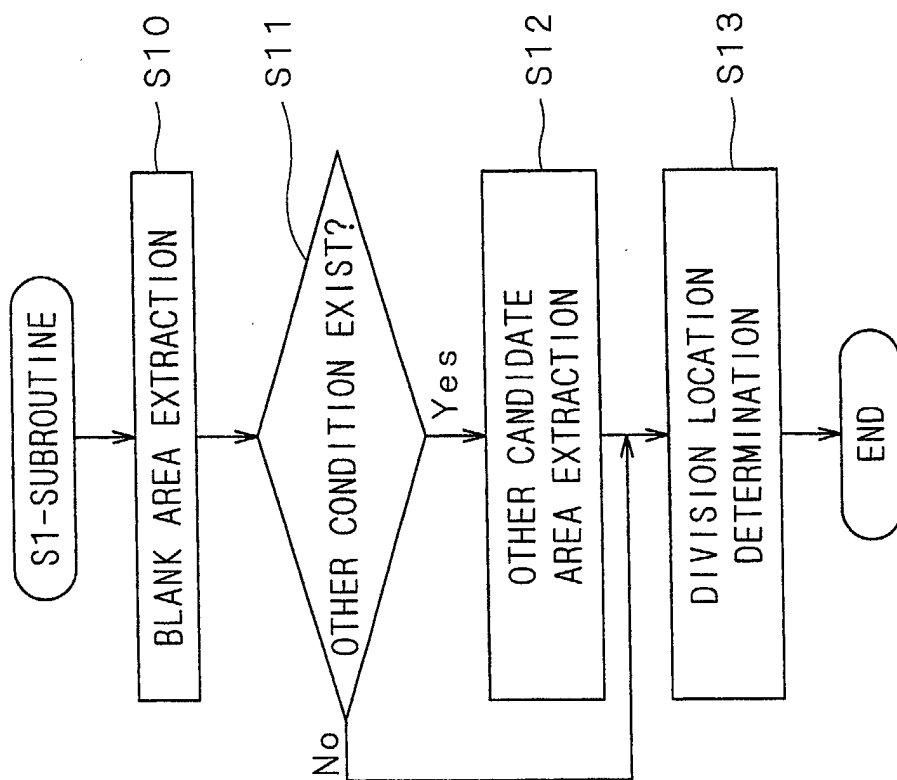 S1-SUBROUTINE
BLANK AREA EXTRACTION
S10
OTHER CONDITION EXIST?
S11
No
Yes
OTHER CANDIDATE
AREA EXTRACTION
S12
DIVISION LOCATION
DETERMINATION
S13
END